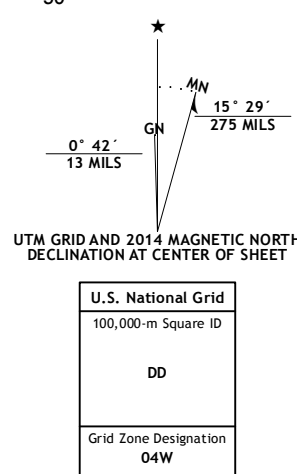 MN
GN
15° 29´
275 MILS
0° 42´
13 MILS
UTM GRID AND 2014 MAGNETIC NORTH
DECLINATION AT CENTER OF SHEET
U.S. National Grid
100,000-m Square ID
DD
Grid Zone Designation
04W